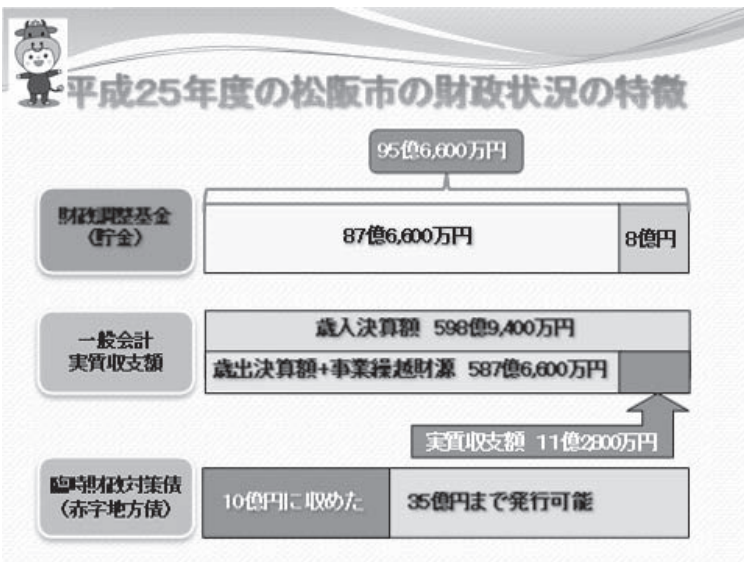 平成25年度の松阪市の財政状況の特徴
95億6,600万円
財政調整基金
(貯金)
87億6,600万円
8億円
一般会計
実質収支額
歳入決算額 598億9,400万円
歳出決算額+事業繰越財源 587億6,600万円
実質収支額 11億2800万円
臨時財政対策債
(赤字地方債)
10億円に収めた
35億円まで発行可能